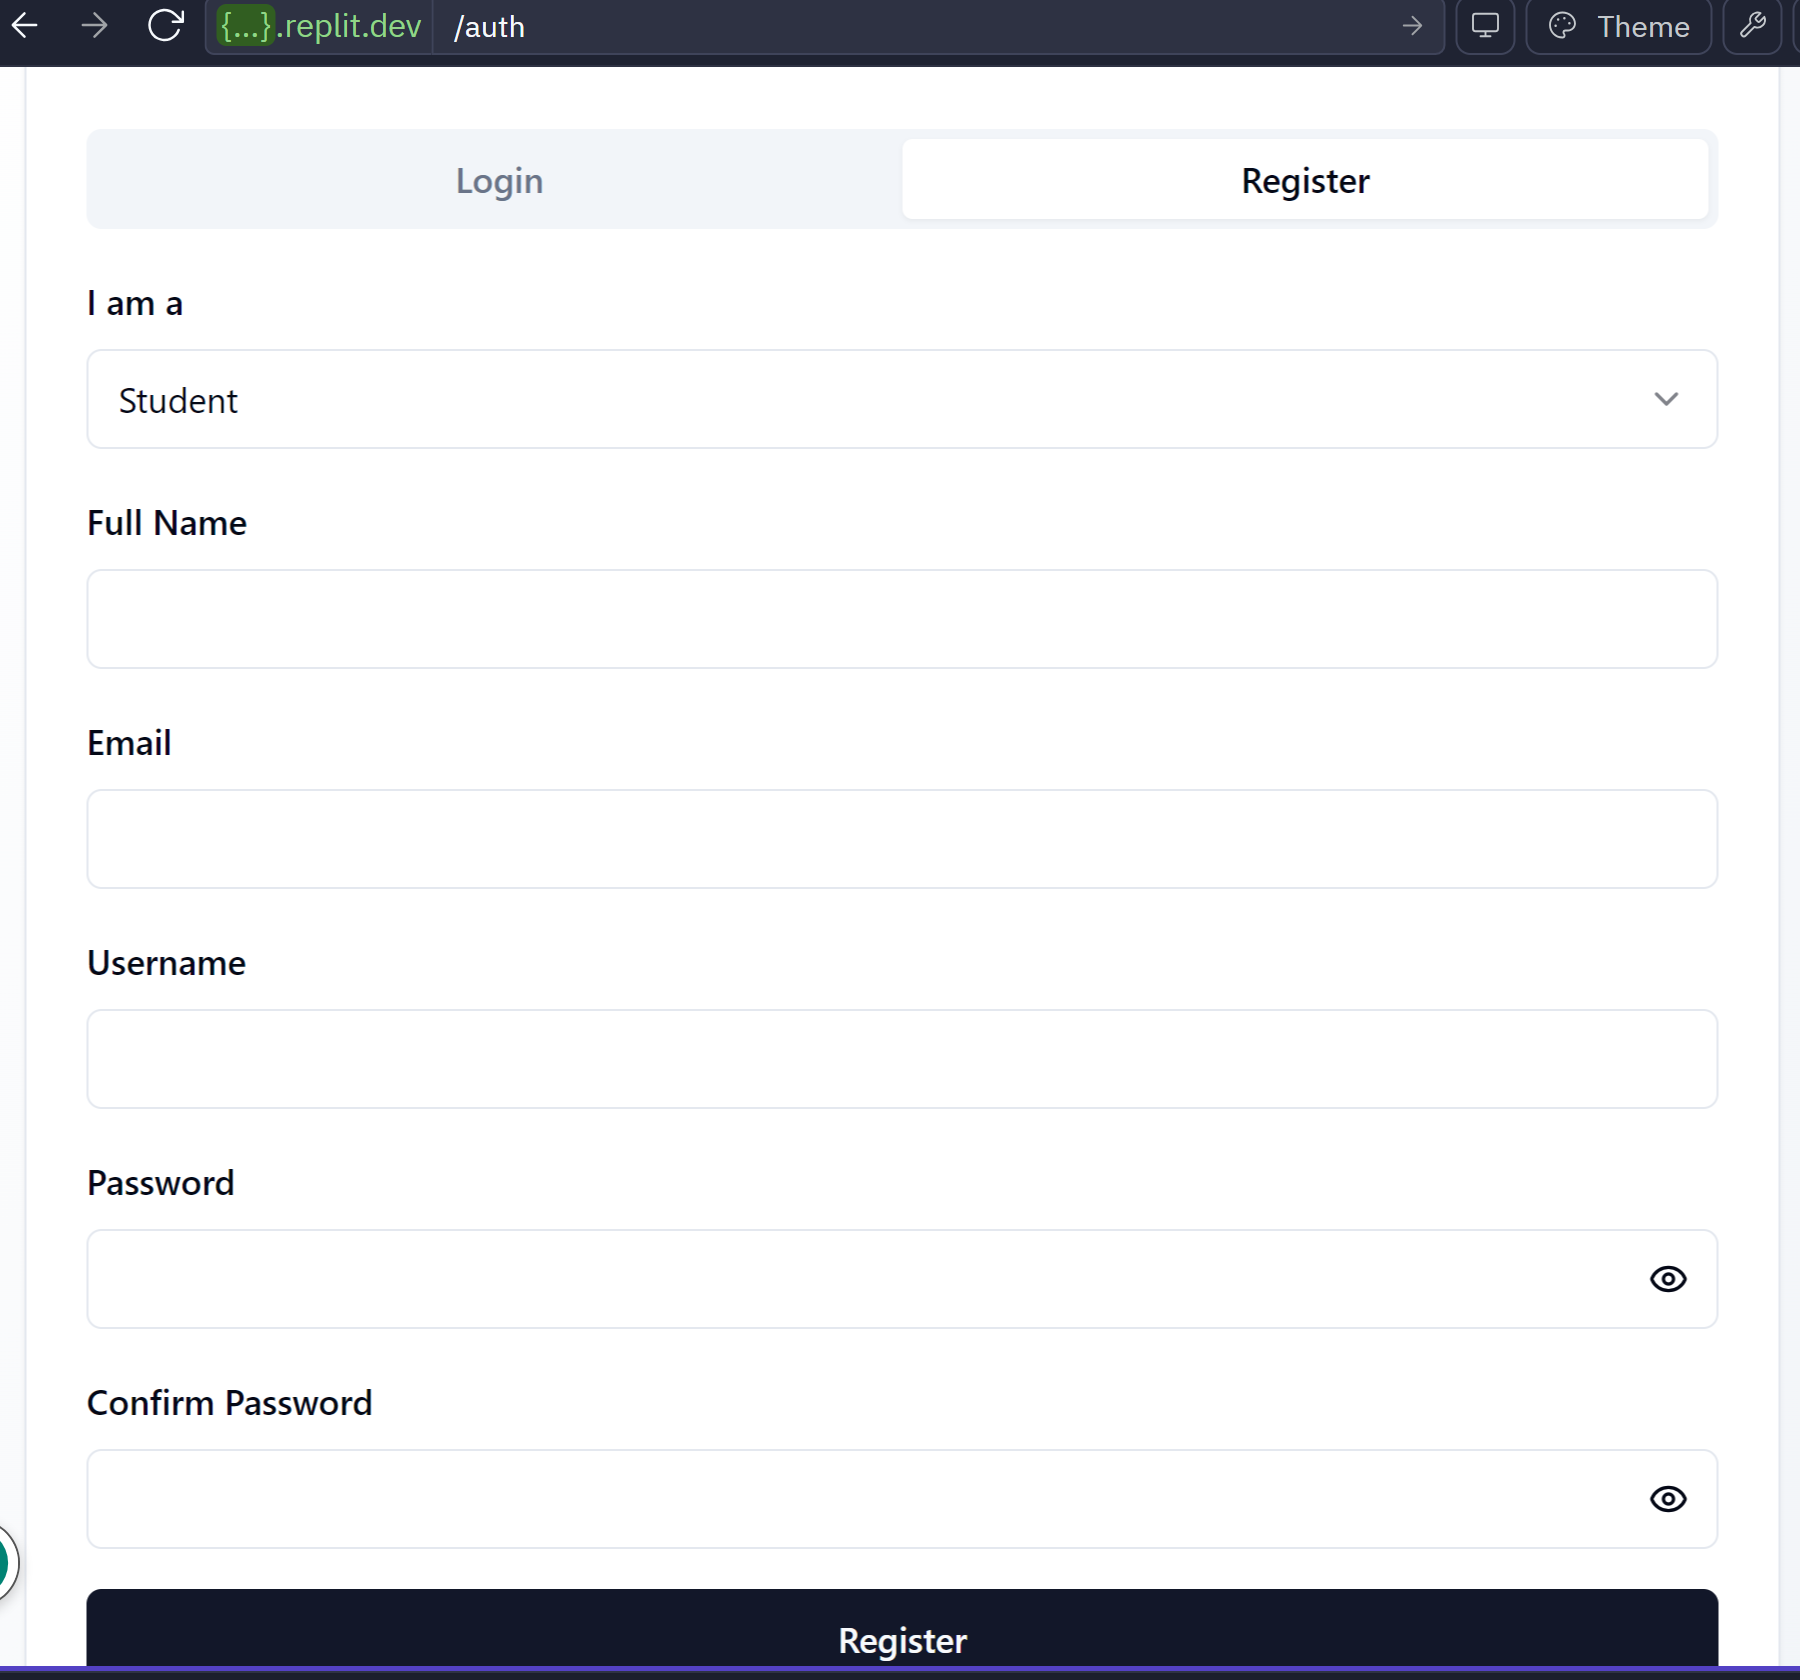 {...}.replit.dev /auth Theme
Login Register
I am a
Student
Full Name
Email
Username
Password
Confirm Password
Register